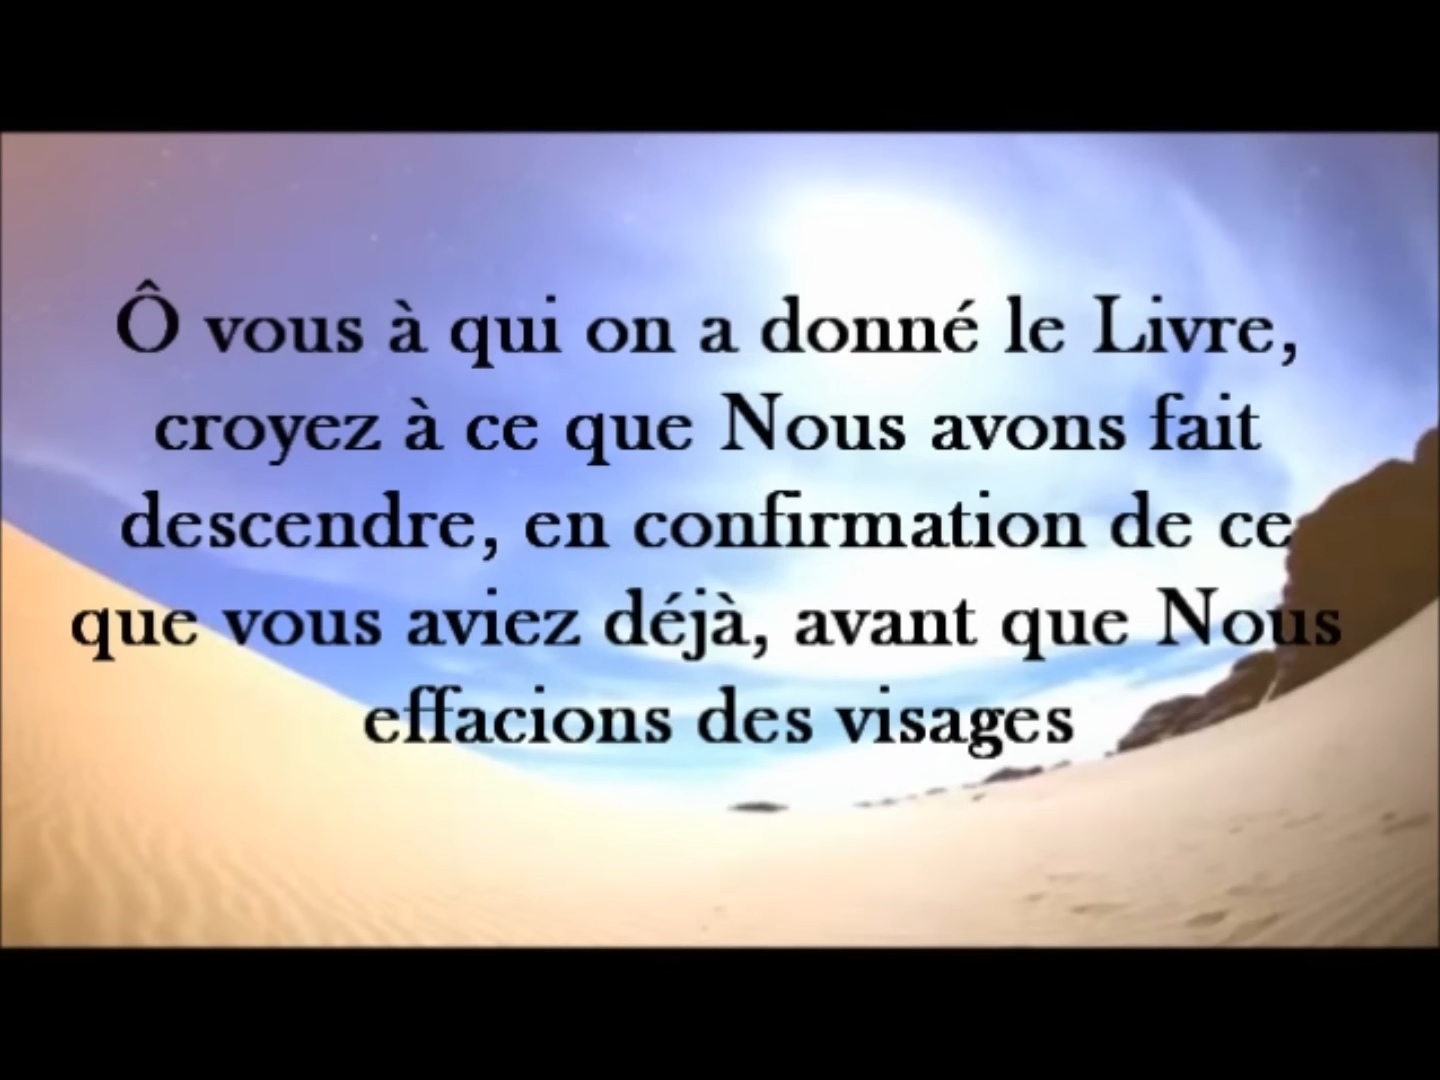 Ô vous à qui on a donné le Livre,
croyez à ce que Nous avons fait
descendre, en confirmation de ce
que vous aviez déjà, avant que Nous
effacions des visages